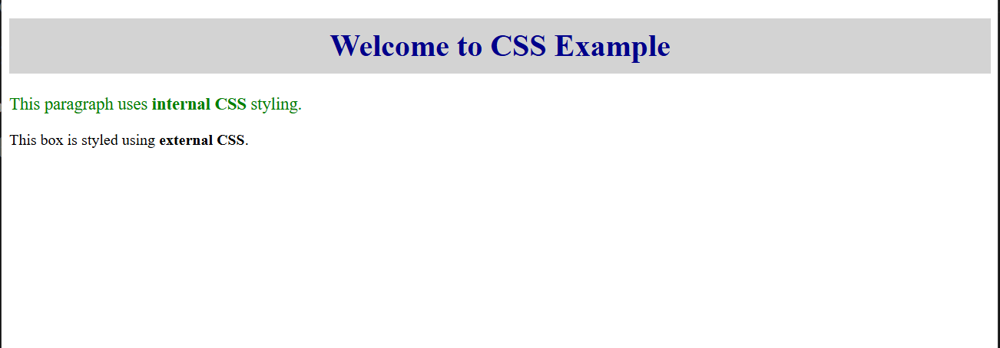 Welcome to CSS Example
This paragraph uses internal CSS styling.
This box is styled using external CSS.